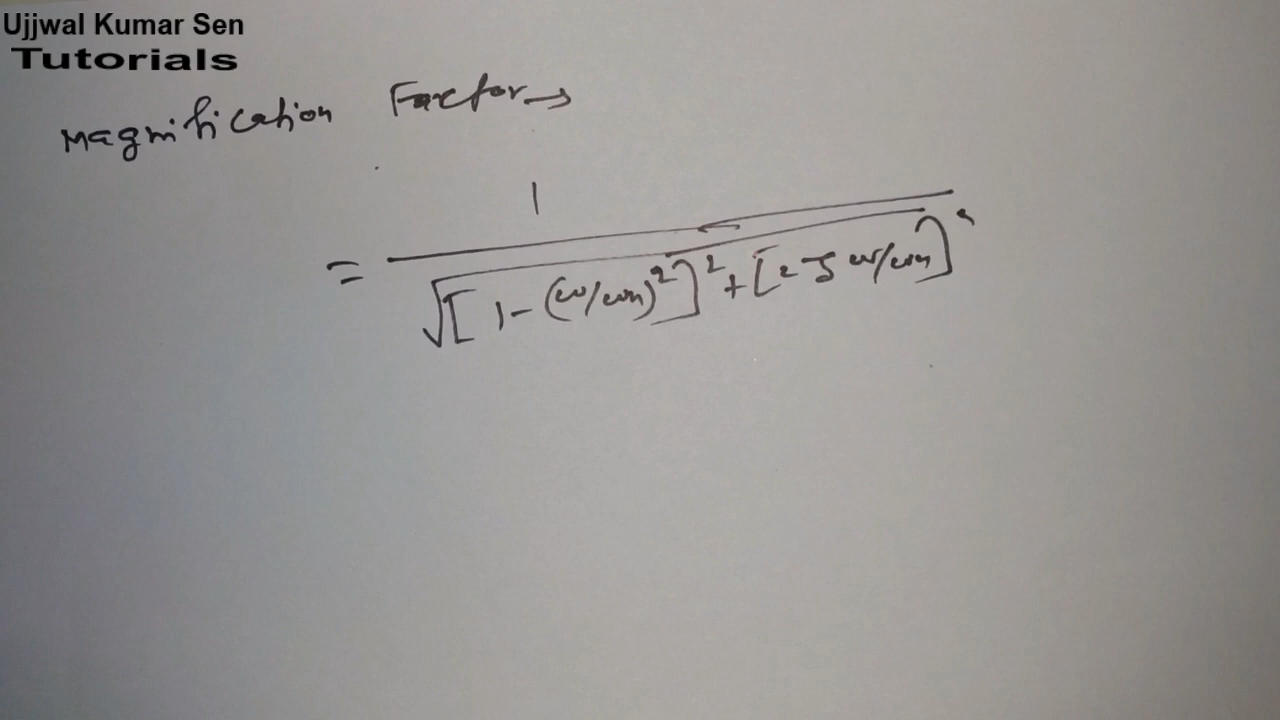 Ujjwal Kumar Sen
Tutorials
Magnification Factor→
= 1 / √([1-(ω/ωn)²]² + [2ζ ω/ωn]²)